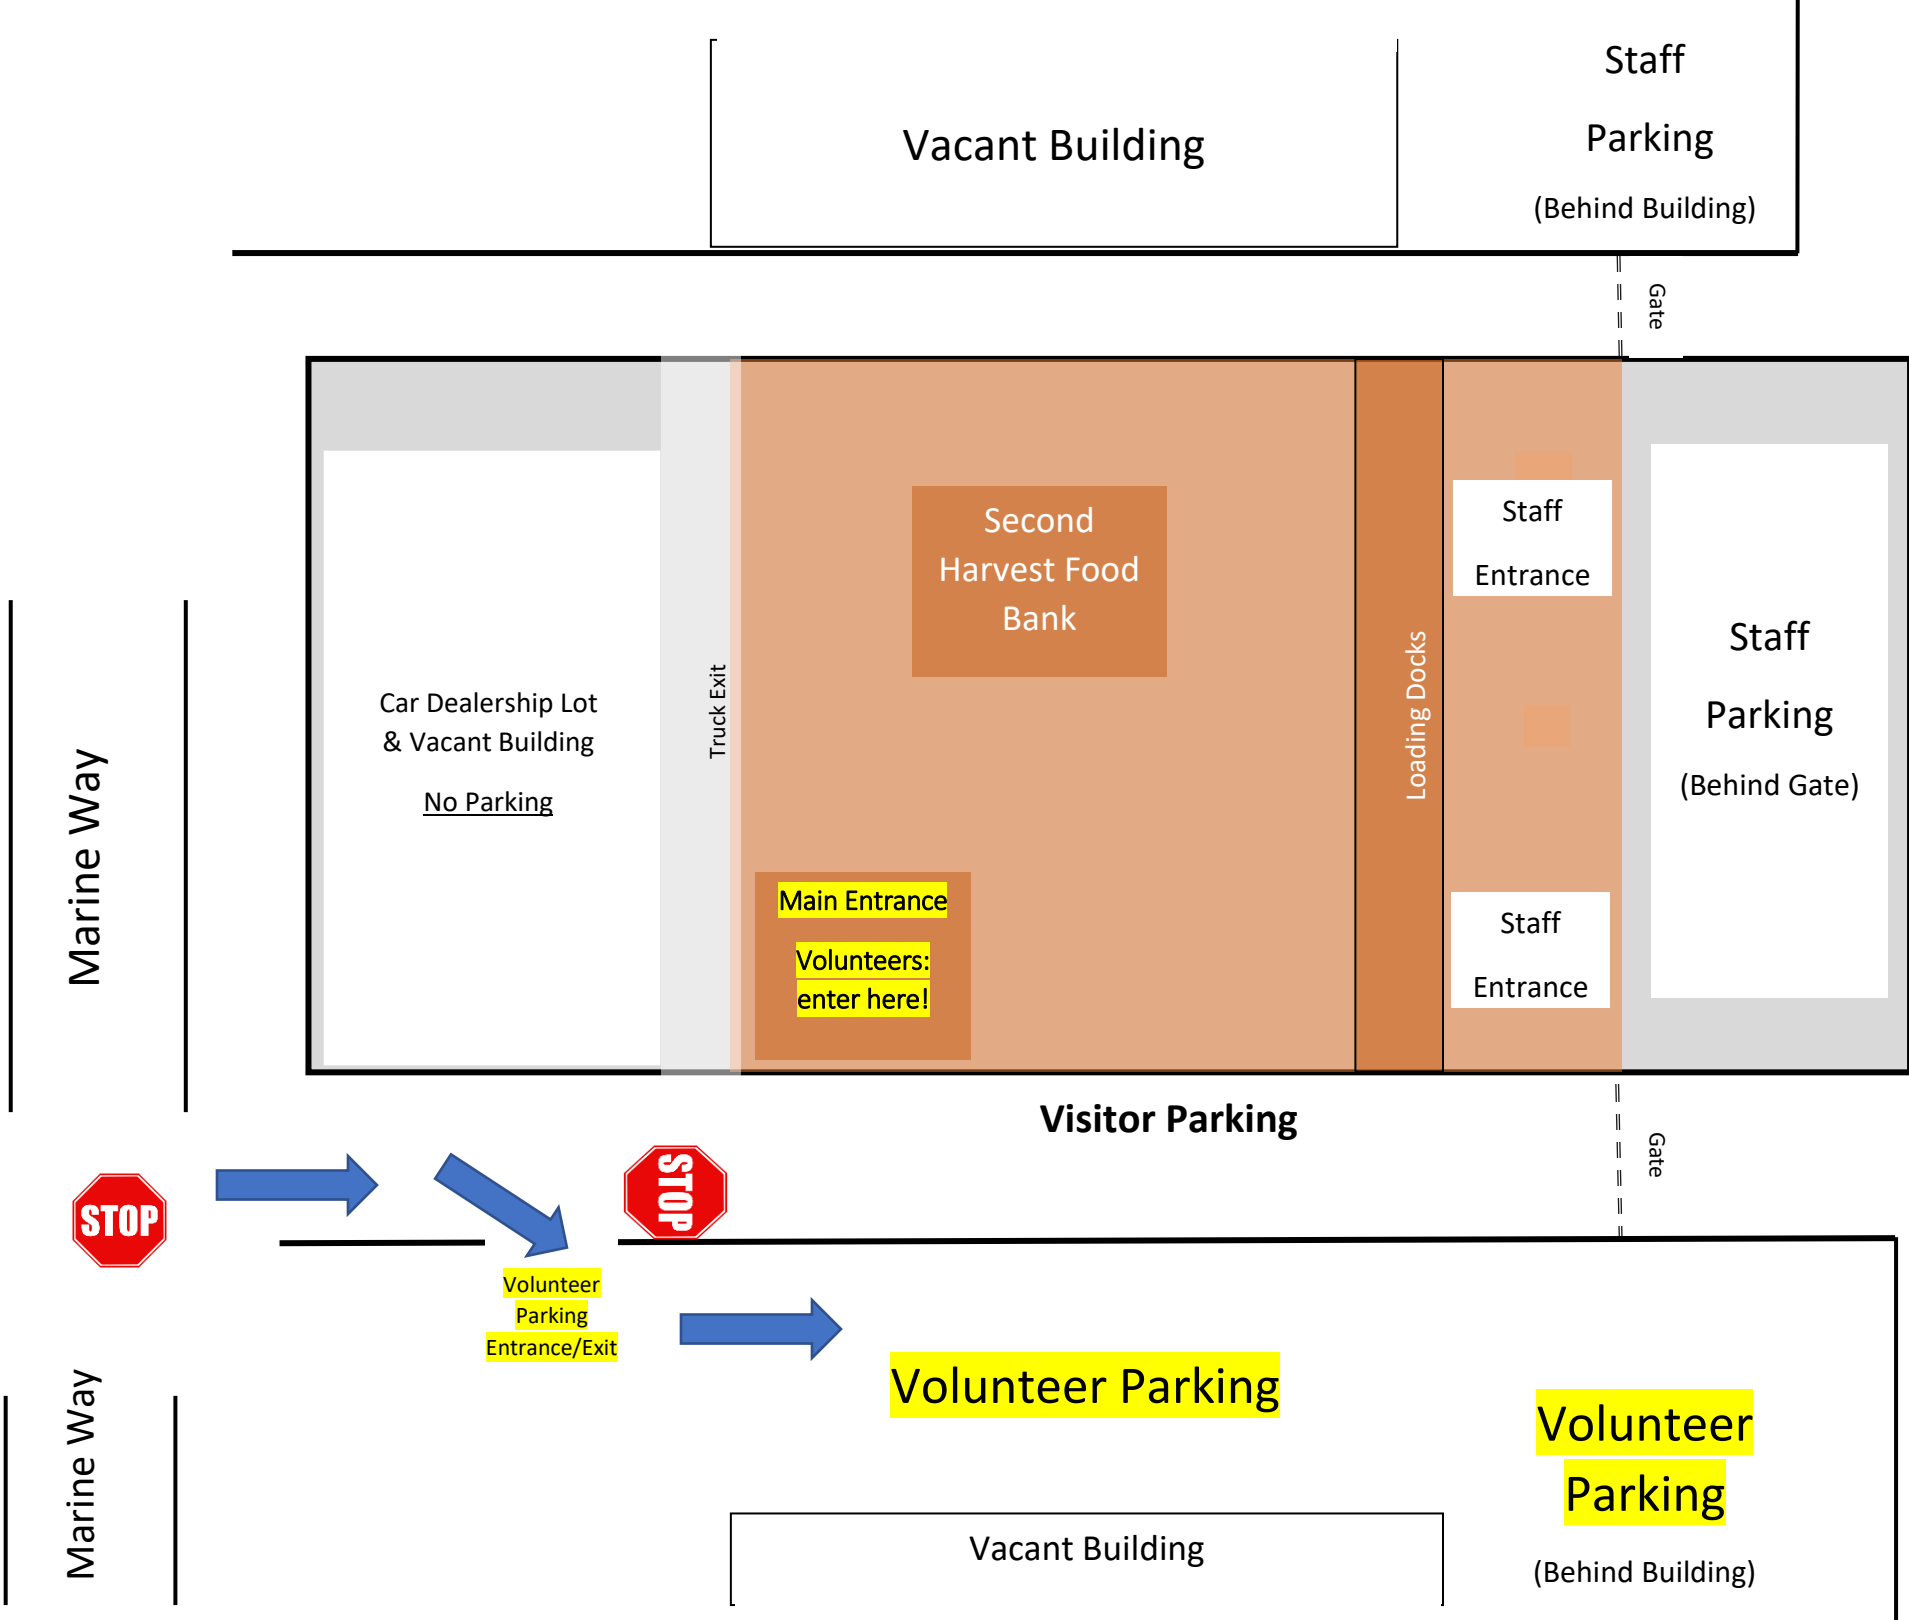 Staff
Parking
(Behind Building)
Vacant Building
Gate
Second
Harvest Food
Bank
Staff
Entrance
Staff
Parking
(Behind Gate)
Loading Docks
Truck Exit
Car Dealership Lot
& Vacant Building
No Parking
Marine Way
Main Entrance
Volunteers:
enter here!
Staff
Entrance
Visitor Parking
Gate
STOP
STOP
Volunteer
Parking
Entrance/Exit
Volunteer Parking
Volunteer
Parking
(Behind Building)
Marine Way
Vacant Building